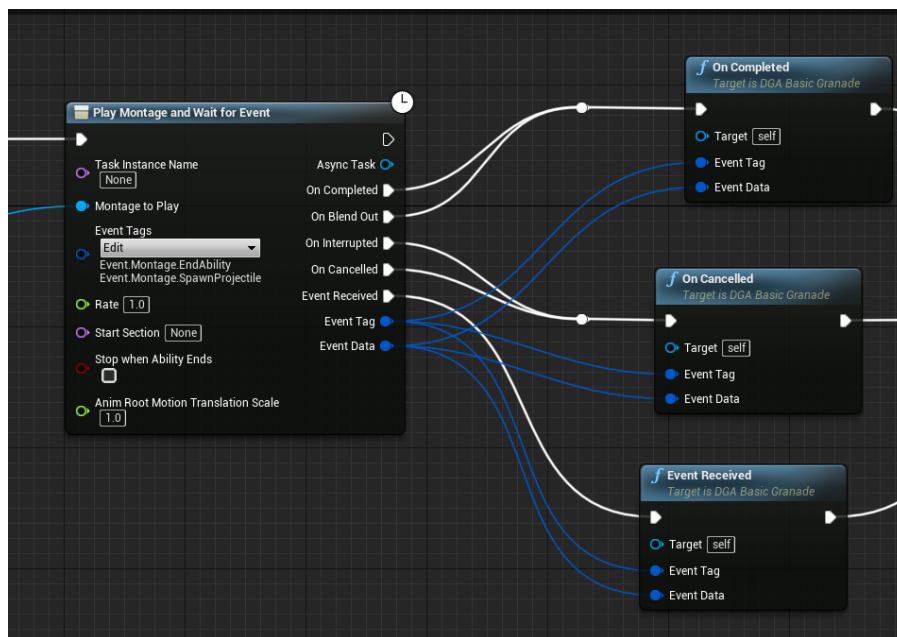 Play Montage and Wait for Event
Task Instance Name
None
Montage to Play
Event Tags
Edit
Event.Montage.EndAbility
Event.Montage.SpawnProjectile
Rate 1.0
Start Section None
Stop when Ability Ends
Anim Root Motion Translation Scale
1.0
Async Task
On Completed
On Blend Out
On Interrupted
On Cancelled
Event Received
Event Tag
Event Data
f On Completed
Target is DGA Basic Granade
Target self
Event Tag
Event Data
f On Cancelled
Target is DGA Basic Granade
Target self
Event Tag
Event Data
f Event Received
Target is DGA Basic Granade
Target self
Event Tag
Event Data